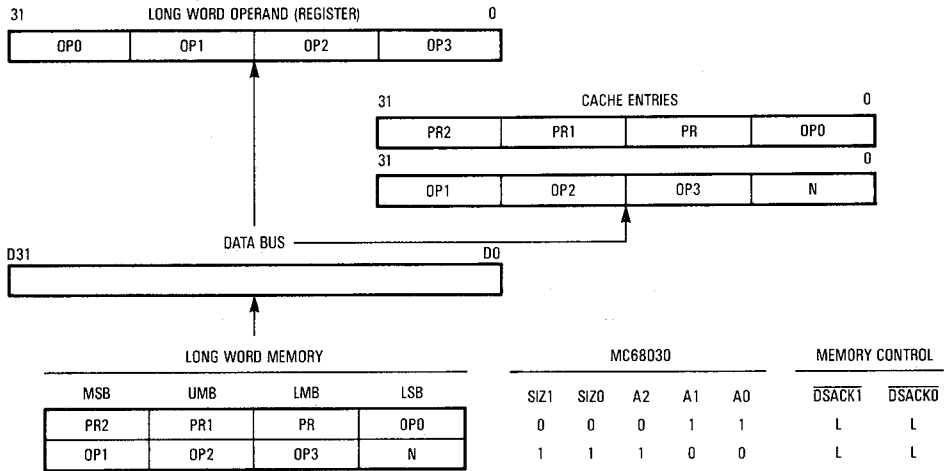 31 LONG WORD OPERAND (REGISTER) 0
OP0 OP1 OP2 OP3
31 CACHE ENTRIES 0
PR2 PR1 PR OP0
31 0
OP1 OP2 OP3 N
DATA BUS
D31 D0
LONG WORD MEMORY MC68030 MEMORY CONTROL
MSB UMB LMB LSB SIZ1 SIZ0 A2 A1 A0 DSACK1 DSACK0
PR2 PR1 PR OP0 0 0 0 1 1 L L
OP1 OP2 OP3 N 1 1 1 0 0 L L